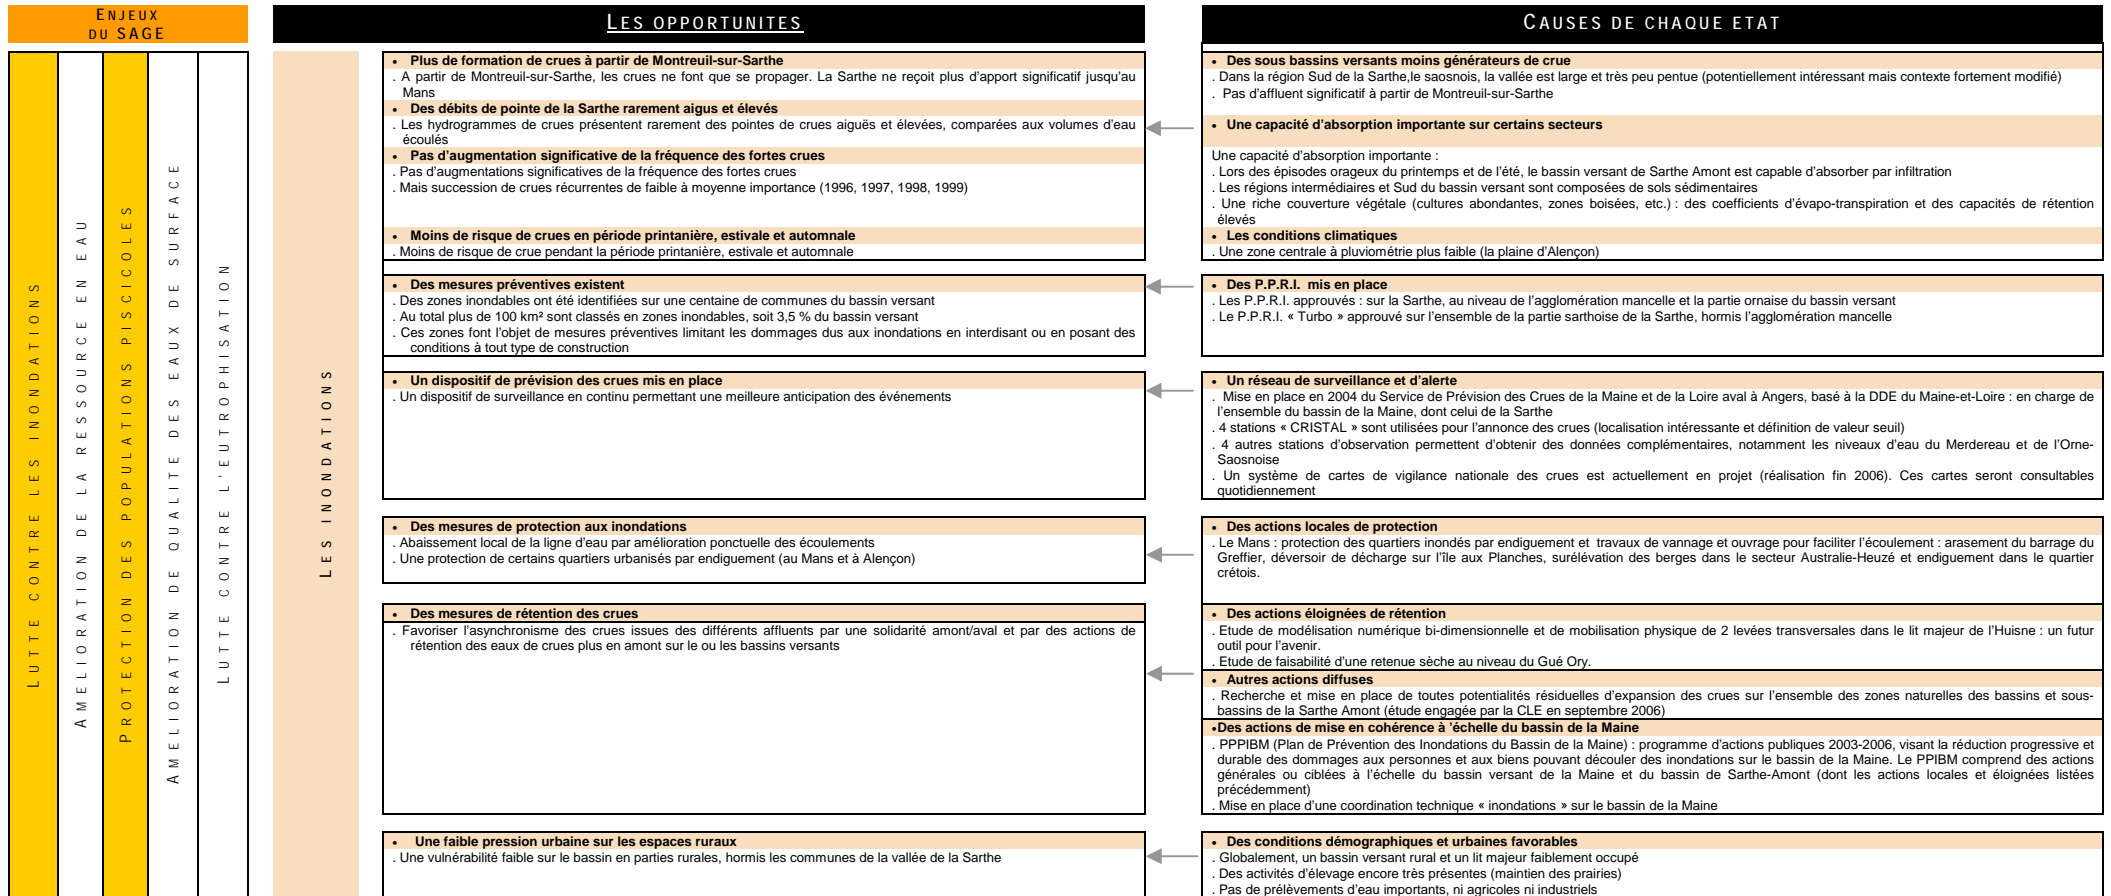 ENJEUX
DU SAGE
LES OPPORTUNITES
CAUSES DE CHAQUE ETAT
LUTTE CONTRE LES INONDATIONS
AMELIORATION DE LA RESSOURCE EN EAU
PROTECTION DES POPULATIONS PISCICOLES
AMELIORATION DE QUALITE DES EAUX DE SURFACE
LUTTE CONTRE L'EUTROPHISATION
LES INONDATIONS
• Plus de formation de crues à partir de Montreuil-sur-Sarthe
. A partir de Montreuil-sur-Sarthe, les crues ne font que se propager. La Sarthe ne reçoit plus d'apport significatif jusqu'au
Mans
• Des débits de pointe de la Sarthe rarement aigus et élevés
. Les hydrogrammes de crues présentent rarement des pointes de crues aiguës et élevées, comparées aux volumes d'eau
écoulés
• Pas d'augmentation significative de la fréquence des fortes crues
. Pas d'augmentations significatives de la fréquence des fortes crues
. Mais succession de crues récurrentes de faible à moyenne importance (1996, 1997, 1998, 1999)
• Moins de risque de crues en période printanière, estivale et automnale
. Moins de risque de crue pendant la période printanière, estivale et automnale
• Des sous bassins versants moins générateurs de crue
. Dans la région Sud de la Sarthe,le saosnois, la vallée est large et très peu pentue (potentiellement intéressant mais contexte fortement modifié)
. Pas d'affluent significatif à partir de Montreuil-sur-Sarthe
• Une capacité d'absorption importante sur certains secteurs
Une capacité d'absorption importante :
. Lors des épisodes orageux du printemps et de l'été, le bassin versant de Sarthe Amont est capable d'absorber par infiltration
. Les régions intermédiaires et Sud du bassin versant sont composées de sols sédimentaires
. Une riche couverture végétale (cultures abondantes, zones boisées, etc.) : des coefficients d'évapo-transpiration et des capacités de rétention
élevés
• Les conditions climatiques
. Une zone centrale à pluviométrie plus faible (la plaine d'Alençon)
• Des mesures préventives existent
. Des zones inondables ont été identifiées sur une centaine de communes du bassin versant
. Au total plus de 100 km² sont classés en zones inondables, soit 3,5 % du bassin versant
. Ces zones font l'objet de mesures préventives limitant les dommages dus aux inondations en interdisant ou en posant des
conditions à tout type de construction
• Des P.P.R.I. mis en place
. Les P.P.R.I. approuvés : sur la Sarthe, au niveau de l'agglomération mancelle et la partie ornaise du bassin versant
. Le P.P.R.I. « Turbo » approuvé sur l'ensemble de la partie sarthoise de la Sarthe, hormis l'agglomération mancelle
• Un dispositif de prévision des crues mis en place
. Un dispositif de surveillance en continu permettant une meilleure anticipation des événements
• Un réseau de surveillance et d'alerte
. Mise en place en 2004 du Service de Prévision des Crues de la Maine et de la Loire aval à Angers, basé à la DDE du Maine-et-Loire : en charge de
l'ensemble du bassin de la Maine, dont celui de la Sarthe
. 4 stations « CRISTAL » sont utilisées pour l'annonce des crues (localisation intéressante et définition de valeur seuil)
. 4 autres stations d'observation permettent d'obtenir des données complémentaires, notamment les niveaux d'eau du Merdereau et de l'Orne-
Saosnoise
. Un système de cartes de vigilance nationale des crues est actuellement en projet (réalisation fin 2006). Ces cartes seront consultables
quotidiennement
• Des mesures de protection aux inondations
. Abaissement local de la ligne d'eau par amélioration ponctuelle des écoulements
. Une protection de certains quartiers urbanisés par endiguement (au Mans et à Alençon)
• Des actions locales de protection
. Le Mans : protection des quartiers inondés par endiguement et travaux de vannage et ouvrage pour faciliter l'écoulement : arasement du barrage du
Greffier, déversoir de décharge sur l'île aux Planches, surélévation des berges dans le secteur Australie-Heuzé et endiguement dans le quartier
crétois.
• Des mesures de rétention des crues
. Favoriser l'asynchronisme des crues issues des différents affluents par une solidarité amont/aval et par des actions de
rétention des eaux de crues plus en amont sur le ou les bassins versants
• Des actions éloignées de rétention
. Etude de modélisation numérique bi-dimensionnelle et de mobilisation physique de 2 levées transversales dans le lit majeur de l'Huisne : un futur
outil pour l'avenir.
. Etude de faisabilité d'une retenue sèche au niveau du Gué Ory.
• Autres actions diffuses
. Recherche et mise en place de toutes potentialités résiduelles d'expansion des crues sur l'ensemble des zones naturelles des bassins et sous-
bassins de la Sarthe Amont (étude engagée par la CLE en septembre 2006)
•Des actions de mise en cohérence à 'échelle du bassin de la Maine
. PPPIBM (Plan de Prévention des Inondations du Bassin de la Maine) : programme d'actions publiques 2003-2006, visant la réduction progressive et
durable des dommages aux personnes et aux biens pouvant découler des inondations sur le bassin de la Maine. Le PPIBM comprend des actions
générales ou ciblées à l'échelle du bassin versant de la Maine et du bassin de Sarthe-Amont (dont les actions locales et éloignées listées
précédemment)
. Mise en place d'une coordination technique « inondations » sur le bassin de la Maine
• Une faible pression urbaine sur les espaces ruraux
. Une vulnérabilité faible sur le bassin en parties rurales, hormis les communes de la vallée de la Sarthe
• Des conditions démographiques et urbaines favorables
. Globalement, un bassin versant rural et un lit majeur faiblement occupé
. Des activités d'élevage encore très présentes (maintien des prairies)
. Pas de prélèvements d'eau importants, ni agricoles ni industriels